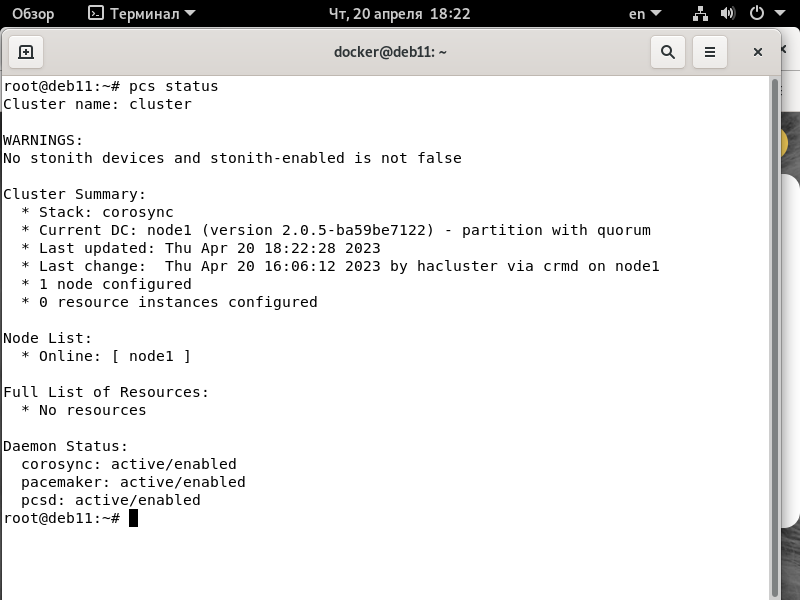 Обзор Терминал Чт, 20 апреля 18:22 en
docker@deb11: ~
root@deb11:~# pcs status
Cluster name: cluster
WARNINGS:
No stonith devices and stonith-enabled is not false
Cluster Summary:
  * Stack: corosync
  * Current DC: node1 (version 2.0.5-ba59be7122) - partition with quorum
  * Last updated: Thu Apr 20 18:22:28 2023
  * Last change:  Thu Apr 20 16:06:12 2023 by hacluster via crmd on node1
  * 1 node configured
  * 0 resource instances configured
Node List:
  * Online: [ node1 ]
Full List of Resources:
  * No resources
Daemon Status:
  corosync: active/enabled
  pacemaker: active/enabled
  pcsd: active/enabled
root@deb11:~#